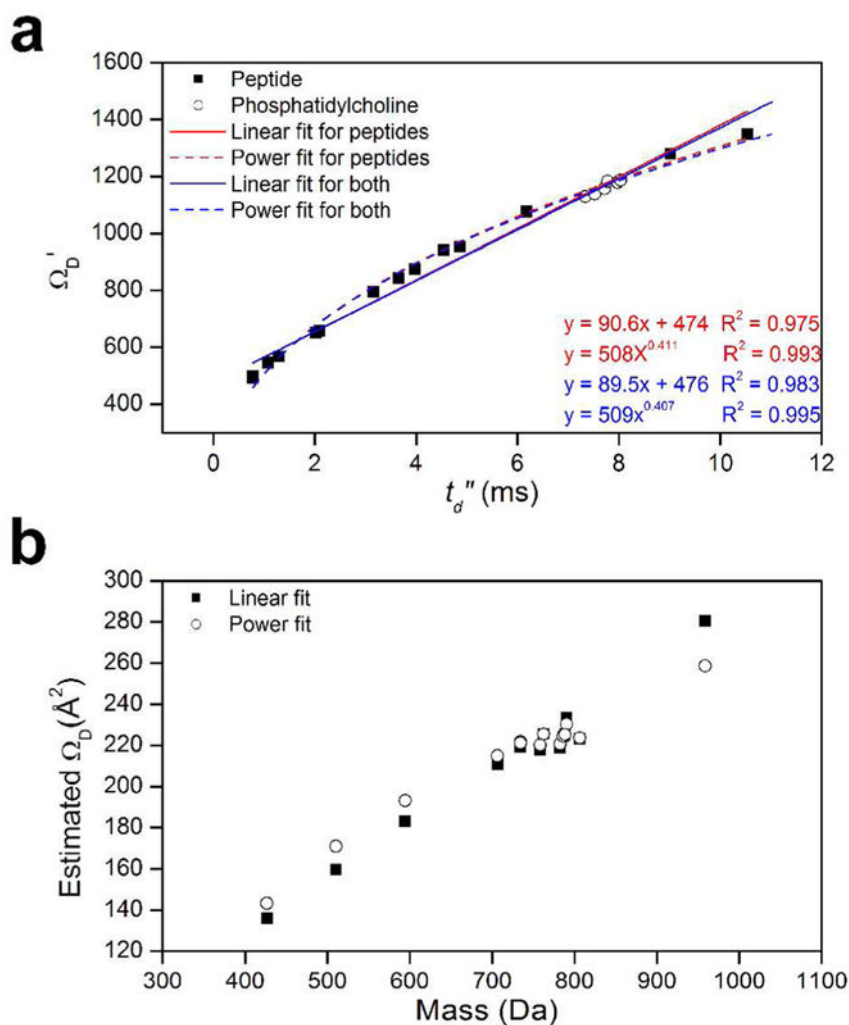 a
1600
1400
1200
1000
800
600
400
Ω_D'
■ Peptide
○ Phosphatidylcholine
Linear fit for peptides
Power fit for peptides
Linear fit for both
Power fit for both
y = 90.6x + 474 R² = 0.975
y = 508X^0.411 R² = 0.993
y = 89.5x + 476 R² = 0.983
y = 509x^0.407 R² = 0.995
0 2 4 6 8 10 12
t_d'' (ms)
b
300
280
260
240
220
200
180
160
140
120
Estimated Ω_D(Å²)
■ Linear fit
○ Power fit
300 400 500 600 700 800 900 1000 1100
Mass (Da)